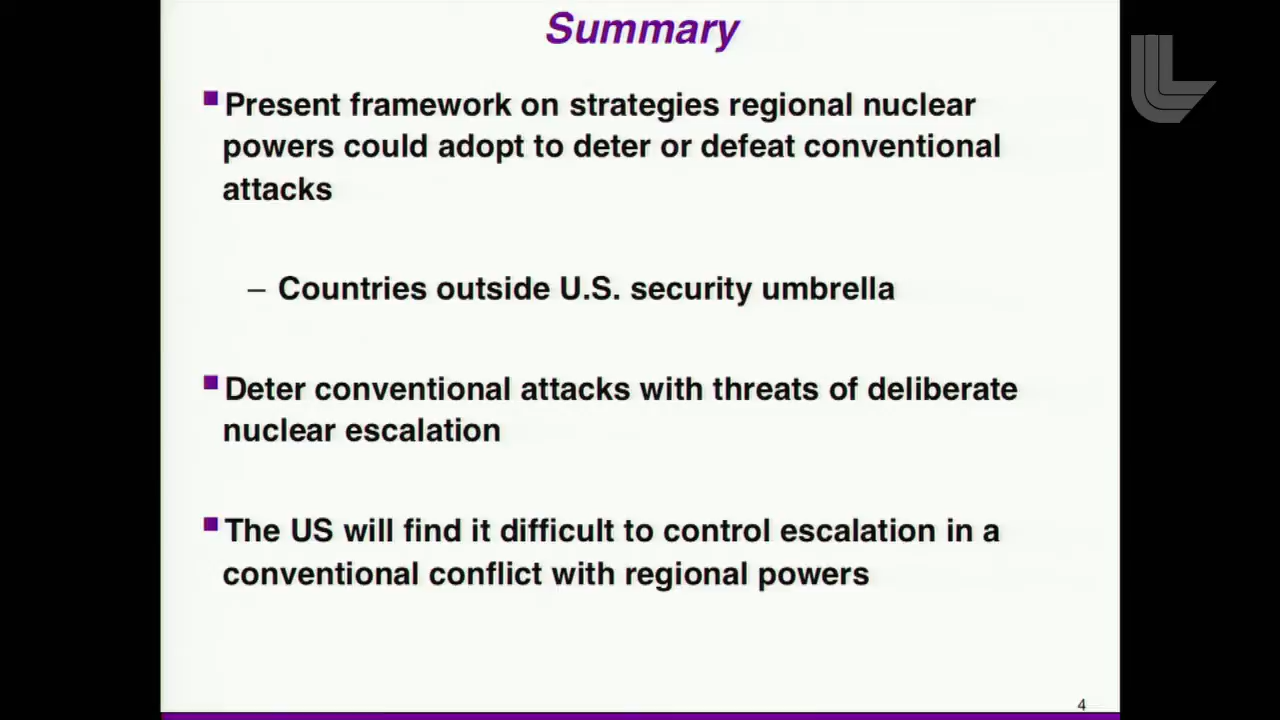 Summary
Present framework on strategies regional nuclear
powers could adopt to deter or defeat conventional
attacks
– Countries outside U.S. security umbrella
Deter conventional attacks with threats of deliberate
nuclear escalation
The US will find it difficult to control escalation in a
conventional conflict with regional powers
4